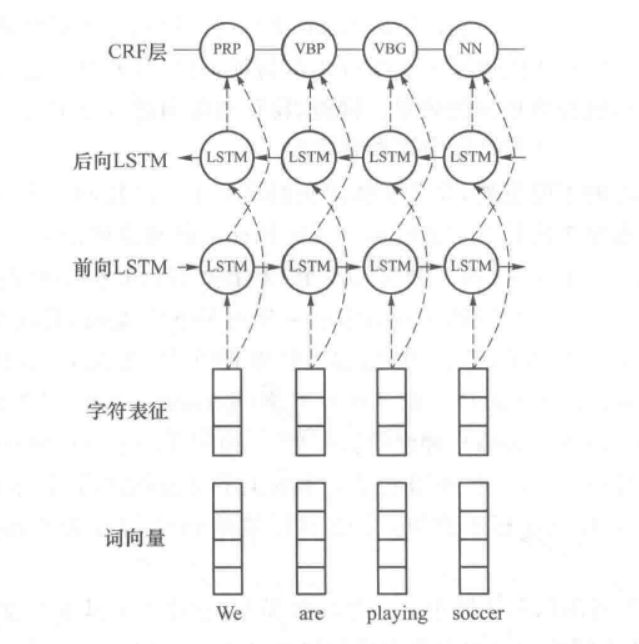 CRF层 PRP VBP VBG NN
后向LSTM LSTM LSTM LSTM LSTM
前向LSTM LSTM LSTM LSTM LSTM
字符表征
词向量
We are playing soccer